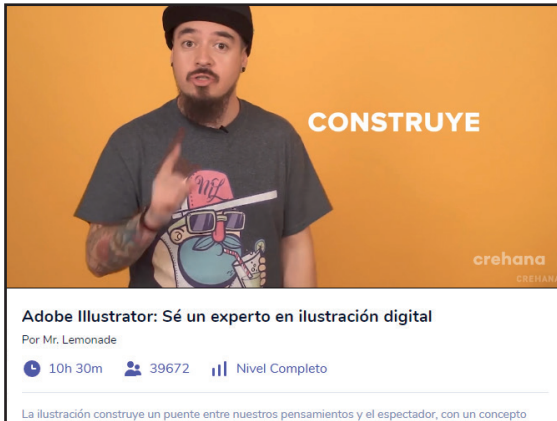 CONSTRUYE
crehana
CREHANA
Adobe Illustrator: Sé un experto en ilustración digital
Por Mr. Lemonade
10h 30m 39672 Nivel Completo
La ilustración construye un puente entre nuestros pensamientos y el espectador, con un concepto